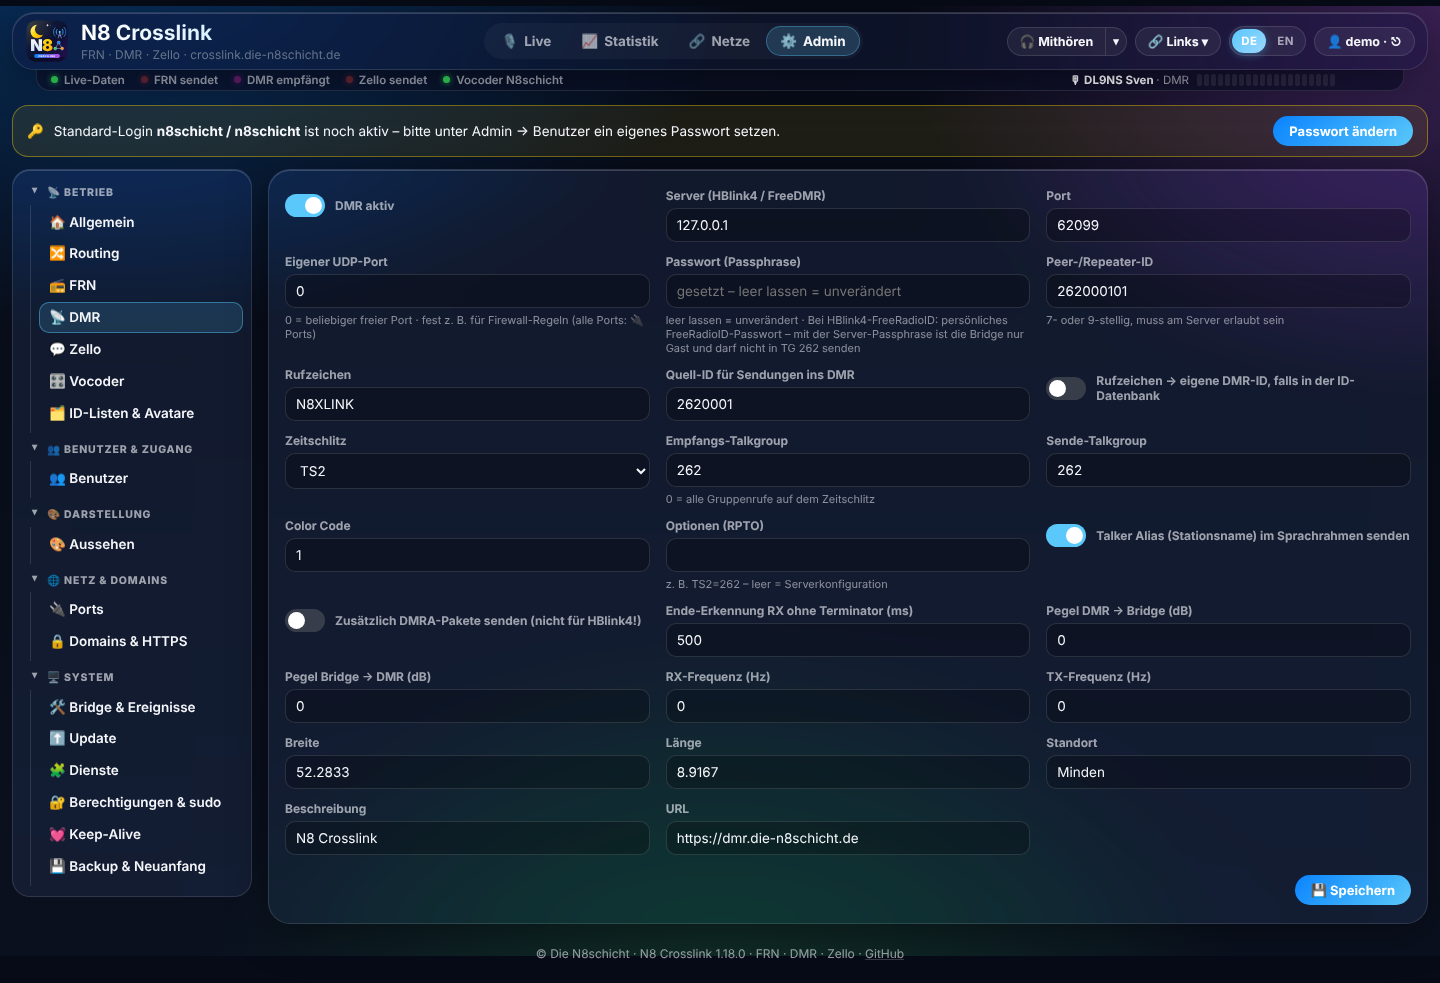 N8 Crosslink
FRN · DMR · Zello · crosslink.die-n8schicht.de
Live
Statistik
Netze
Admin
Mithören
Links
DE
EN
demo
Live-Daten
FRN sendet
DMR empfängt
Zello sendet
Vocoder N8schicht
DL9NS Sven · DMR
Standard-Login n8schicht / n8schicht ist noch aktiv – bitte unter Admin → Benutzer ein eigenes Passwort setzen.
Passwort ändern
BETRIEB
Allgemein
Routing
FRN
DMR
Zello
Vocoder
ID-Listen & Avatare
BENUTZER & ZUGANG
Benutzer
DARSTELLUNG
Aussehen
NETZ & DOMAINS
Ports
Domains & HTTPS
SYSTEM
Bridge & Ereignisse
Update
Dienste
Berechtigungen & sudo
Keep-Alive
Backup & Neuanfang
DMR aktiv
Server (HBlink4 / FreeDMR)
127.0.0.1
Port
62099
Eigener UDP-Port
0
0 = beliebiger freier Port · fest z. B. für Firewall-Regeln (alle Ports: 🔌
Ports)
Passwort (Passphrase)
gesetzt – leer lassen = unverändert
leer lassen = unverändert · Bei HBlink4-FreeRadioID: persönliches
FreeRadioID-Passwort – mit der Server-Passphrase ist die Bridge nur
Gast und darf nicht in TG 262 senden
Peer-/Repeater-ID
262000101
7- oder 9-stellig, muss am Server erlaubt sein
Rufzeichen
N8XLINK
Quell-ID für Sendungen ins DMR
2620001
Rufzeichen → eigene DMR-ID, falls in der ID-
Datenbank
Zeitschlitz
TS2
Empfangs-Talkgroup
262
0 = alle Gruppenrufe auf dem Zeitschlitz
Sende-Talkgroup
262
Color Code
1
Optionen (RPTO)
z. B. TS2=262 – leer = Serverkonfiguration
Talker Alias (Stationsname) im Sprachrahmen senden
Zusätzlich DMRA-Pakete senden (nicht für HBlink4!)
Ende-Erkennung RX ohne Terminator (ms)
500
Pegel DMR → Bridge (dB)
0
Pegel Bridge → DMR (dB)
0
RX-Frequenz (Hz)
0
TX-Frequenz (Hz)
0
Breite
52.2833
Länge
8.9167
Standort
Minden
Beschreibung
N8 Crosslink
URL
https://dmr.die-n8schicht.de
Speichern
© Die N8schicht · N8 Crosslink 1.18.0 · FRN · DMR · Zello · GitHub